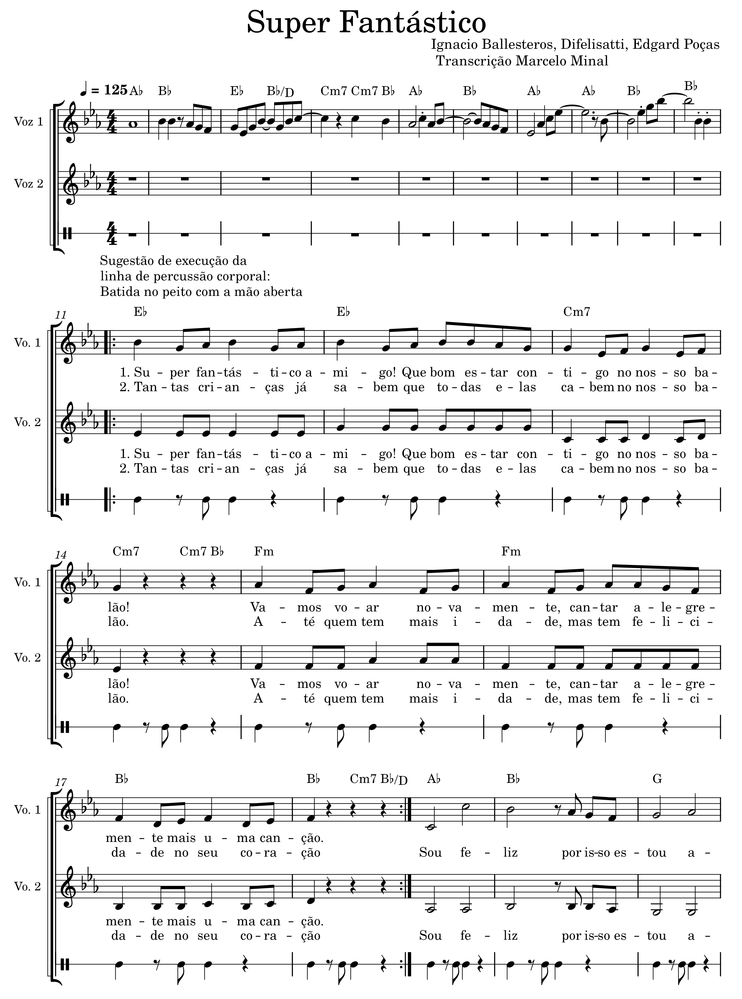 Super Fantástico
Ignacio Ballesteros, Difelisatti, Edgard Poças
Transcrição Marcelo Minal
♩ = 125 A♭ B♭ E♭ B♭/D Cm7 Cm7 B♭ A♭ B♭ A♭ A♭ B♭ B♭
Voz 1
4/4
Voz 2
4/4
4/4
Sugestão de execução da
linha de percussão corporal:
Batida no peito com a mão aberta
11 E♭ E♭ Cm7
Vo. 1
1. Su - per fan - tás - ti - co a - mi - go! Que bom es - tar con - ti - go no nos - so ba -
2. Tan - tas cri - an - ças já sa - bem que to - das e - las ca - bem no nos - so ba -
Vo. 2
1. Su - per fan - tás - ti - co a - mi - go! Que bom es - tar con - ti - go no nos - so ba -
2. Tan - tas cri - an - ças já sa - bem que to - das e - las ca - bem no nos - so ba -
14 Cm7 Cm7 B♭ Fm Fm
Vo. 1
lão! Va - mos vo - ar no - va - men - te, can - tar a - le - gre -
lão. A - té quem tem mais i - da - de, mas tem fe - li - ci -
Vo. 2
lão! Va - mos vo - ar no - va - men - te, can - tar a - le - gre -
lão. A - té quem tem mais i - da - de, mas tem fe - li - ci -
17 B♭ B♭ Cm7 B♭/D A♭ B♭ G
Vo. 1
men - te mais u - ma can - ção.
da - de no seu co - ra - ção Sou fe - liz por is - so es - tou a -
Vo. 2
men - te mais u - ma can - ção.
da - de no seu co - ra - ção Sou fe - liz por is - so es - tou a -